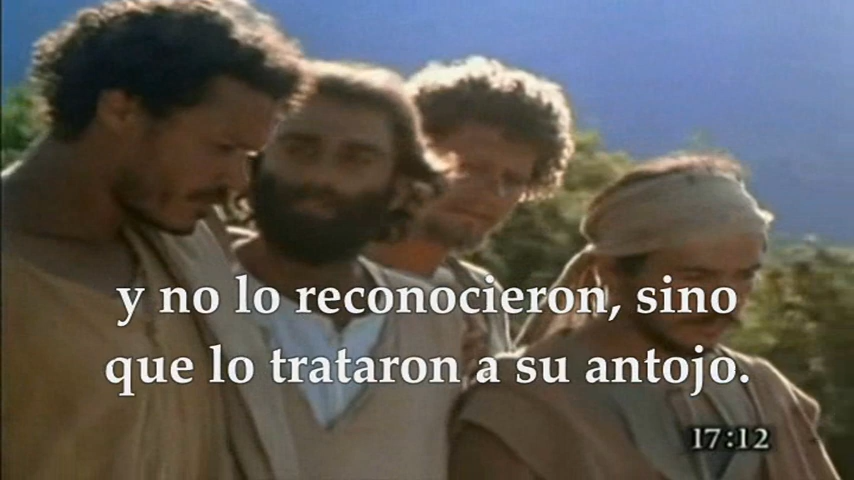 y no lo reconocieron, sino
que lo trataron a su antojo.
17:12